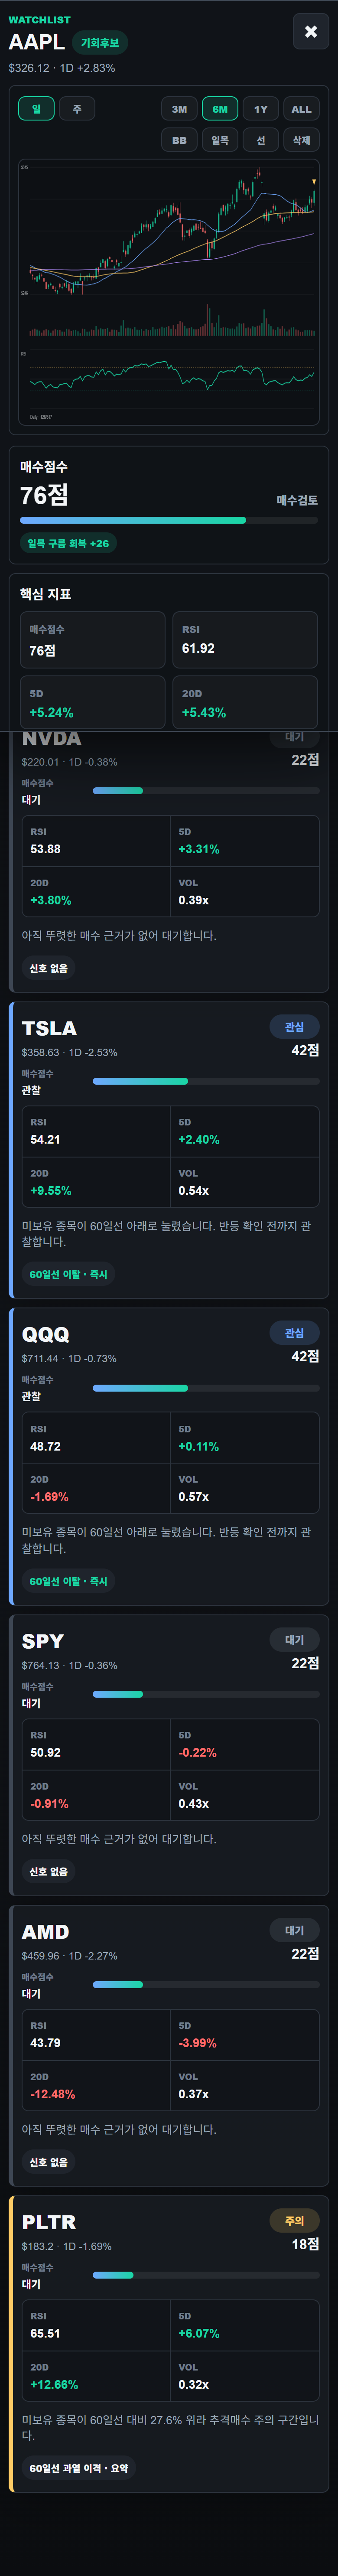 WATCHLIST
AAPL 기회후보
$326.12 · 1D +2.83%
일 주 3M 6M 1Y ALL
BB 일목 선 삭제
매수점수
76점 매수검토
일목 구름 회복 +26
핵심 지표
매수점수 RSI
76점 61.92
5D 20D
+5.24% +5.43%
NVDA 대기
$220.01 · 1D -0.38% 22점
매수점수
대기
RSI 5D
53.88 +3.31%
20D VOL
+3.80% 0.39x
아직 뚜렷한 매수 근거가 없어 대기합니다.
신호 없음
TSLA 관심
$358.63 · 1D -2.53% 42점
매수점수
관찰
RSI 5D
54.21 +2.40%
20D VOL
+9.55% 0.54x
미보유 종목이 60일선 아래로 눌렸습니다. 반등 확인 전까지 관
찰합니다.
60일선 이탈 · 즉시
QQQ 관심
$711.44 · 1D -0.73% 42점
매수점수
관찰
RSI 5D
48.72 +0.11%
20D VOL
-1.69% 0.57x
미보유 종목이 60일선 아래로 눌렸습니다. 반등 확인 전까지 관
찰합니다.
60일선 이탈 · 즉시
SPY 대기
$764.13 · 1D -0.36% 22점
매수점수
대기
RSI 5D
50.92 -0.22%
20D VOL
-0.91% 0.43x
아직 뚜렷한 매수 근거가 없어 대기합니다.
신호 없음
AMD 대기
$459.96 · 1D -2.27% 22점
매수점수
대기
RSI 5D
43.79 -3.99%
20D VOL
-12.48% 0.37x
아직 뚜렷한 매수 근거가 없어 대기합니다.
신호 없음
PLTR 주의
$183.2 · 1D -1.69% 18점
매수점수
대기
RSI 5D
65.51 +6.07%
20D VOL
+12.66% 0.32x
미보유 종목이 60일선 대비 27.6% 위라 추격매수 주의 구간입니
다.
60일선 과열 이격 · 요약